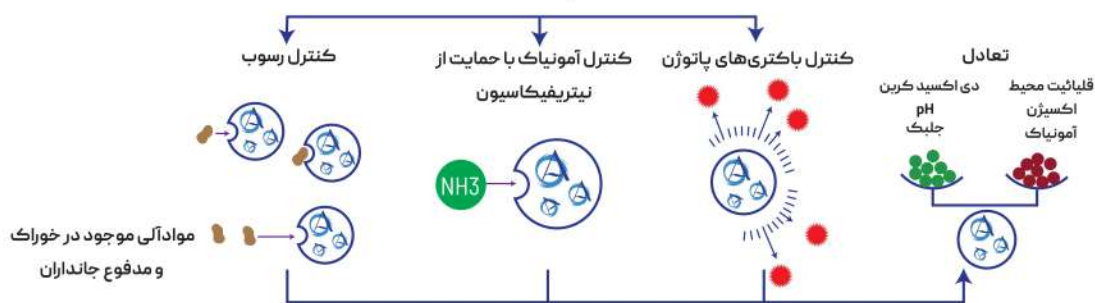 تعادل
کنترل باکتری‌های پاتوژن
کنترل آمونیاک با حمایت از
نیتریفیکاسیون
کنترل رسوب
قلیائیت محیط
اکسیژن
آمونیاک
دی اکسید کربن
pH
جلبک
NH3
موادآلی موجود در خوراک
و مدفوع جانداران